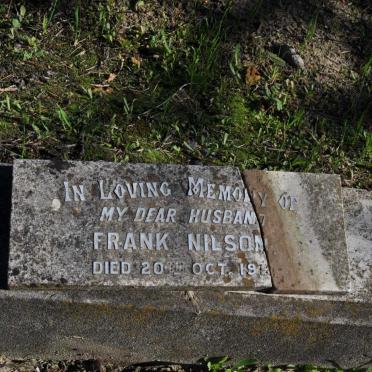 In Loving Memory of
MY DEAR HUSBAND
FRANK NILSON
DIED 20TH OCT.